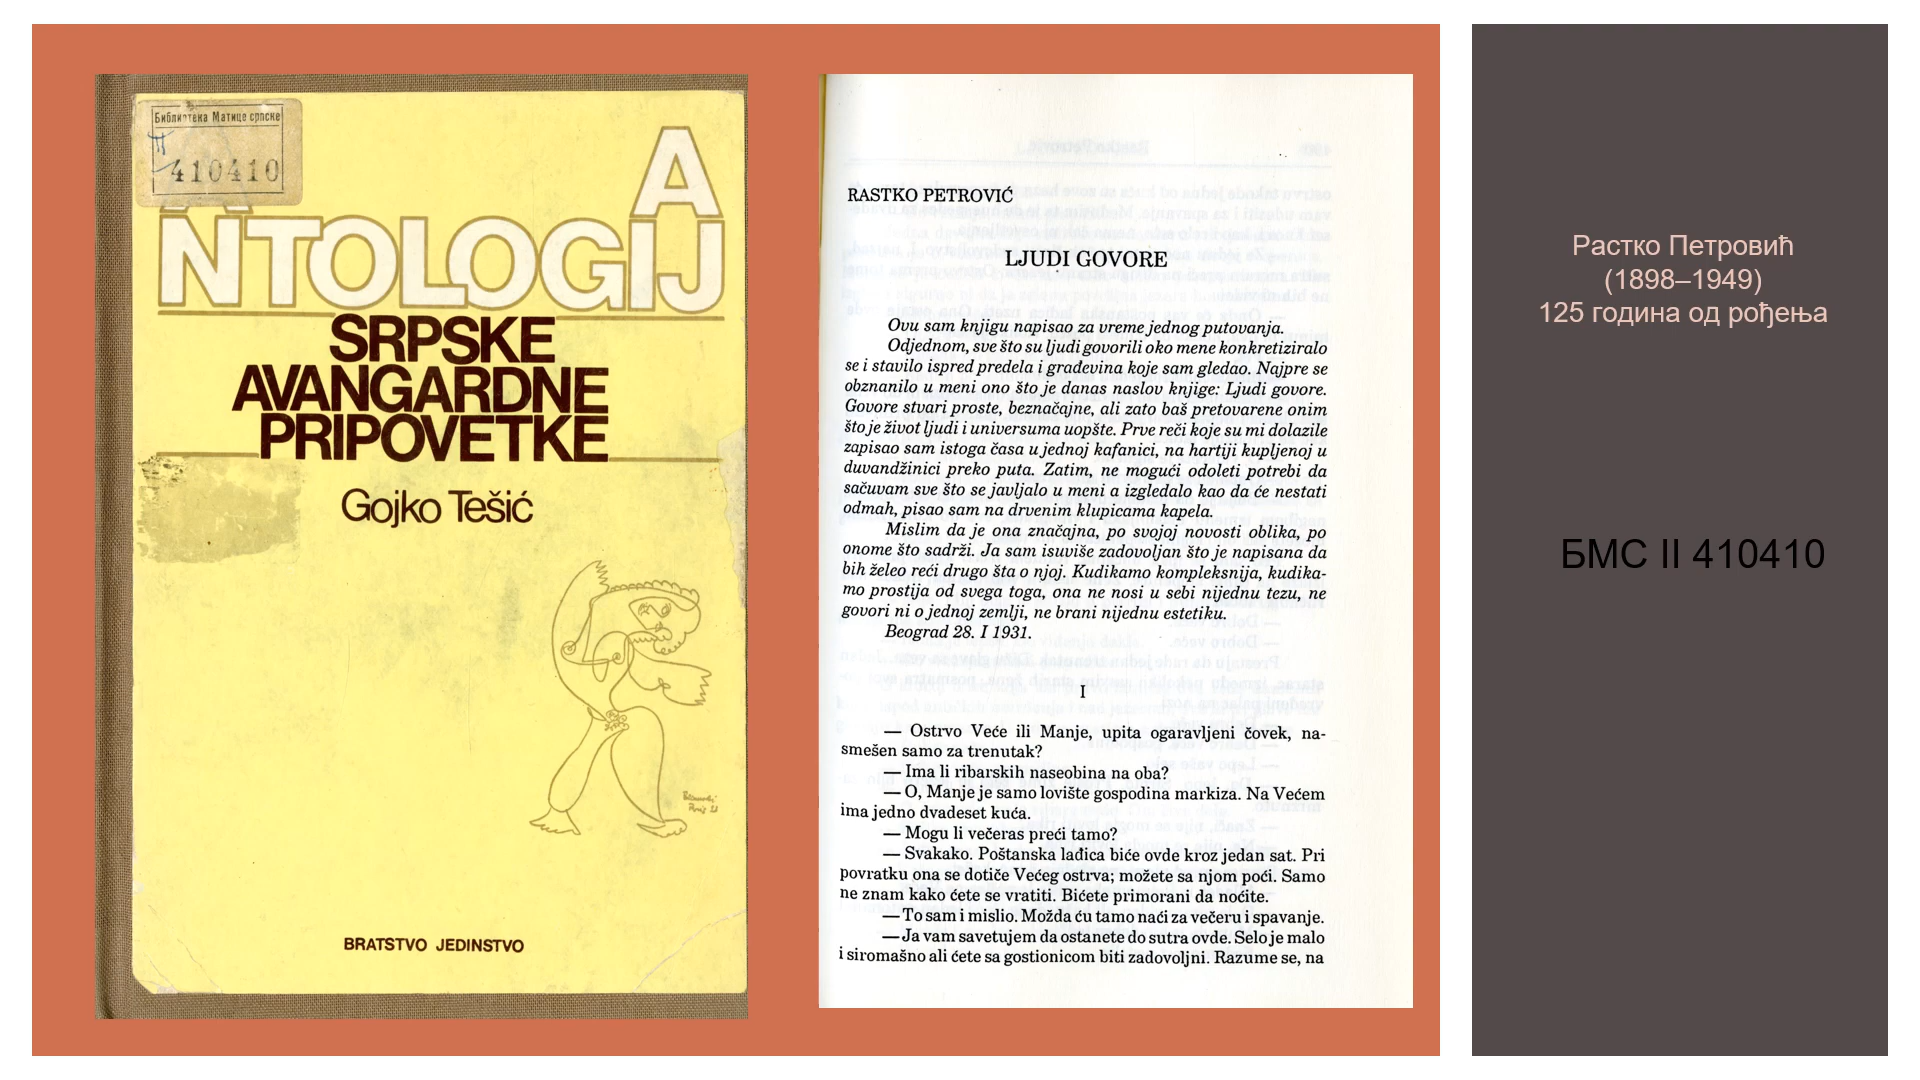 Библиотека Матице српске
II
410410
ANTOLOGIJA
SRPSKE
AVANGARDNE
PRIPOVETKE
Gojko Tešić
BRATSTVO JEDINSTVO
RASTKO PETROVIĆ
LJUDI GOVORE
Ovu sam knjigu napisao za vreme jednog putovanja.
Odjednom, sve što su ljudi govorili oko mene konkretiziralo
se i stavilo ispred predela i građevina koje sam gledao. Najpre se
obznanilo u meni ono što je danas naslov knjige: Ljudi govore.
Govore stvari proste, beznačajne, ali zato baš pretovarene onim
što je život ljudi i universuma uopšte. Prve reči koje su mi dolazile
zapisao sam istoga časa u jednoj kafanici, na hartiji kupljenoj u
duvandžinici preko puta. Zatim, ne mogući odoleti potrebi da
sačuvam sve što se javljalo u meni a izgledalo kao da će nestati
odmah, pisao sam na drvenim klupicama kapela.
Mislim da je ona značajna, po svojoj novosti oblika, po
onome što sadrži. Ja sam isuviše zadovoljan što je napisana da
bih želeo reći drugo šta o njoj. Kudikamo kompleksnija, kudika-
mo prostija od svega toga, ona ne nosi u sebi nijednu tezu, ne
govori ni o jednoj zemlji, ne brani nijednu estetiku.
Beograd 28. I 1931.
I
— Ostrvo Veće ili Manje, upita ogaravljeni čovek, na-
smešen samo za trenutak?
— Ima li ribarskih naseobina na oba?
— O, Manje je samo lovište gospodina markiza. Na Većem
ima jedno dvadeset kuća.
— Mogu li večeras preći tamo?
— Svakako. Poštanska lađica biće ovde kroz jedan sat. Pri
povratku ona se dotiče Većeg ostrva; možete sa njom poći. Samo
ne znam kako ćete se vratiti. Bićete primorani da noćite.
— To sam i mislio. Možda ću tamo naći za večeru i spavanje.
— Ja vam savetujem da ostanete do sutra ovde. Selo je malo
i siromašno ali ćete sa gostionicom biti zadovoljni. Razume se, na
Растко Петровић
(1898–1949)
125 година од рођења
БМС II 410410